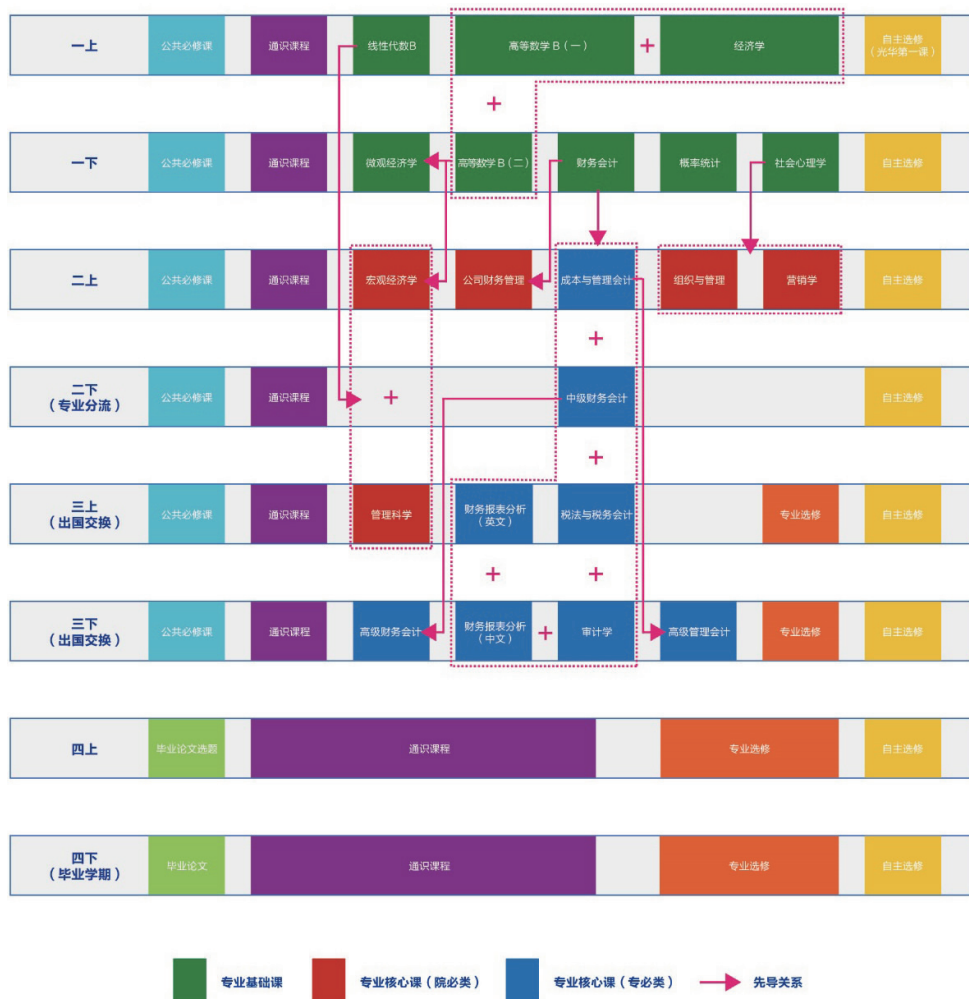 一上
公共必修课
通识课程
线性代数B
高等数学 B（一）
+
经济学
自主选修
（光华第一课）
+
一下
公共必修课
通识课程
微观经济学
高等数学 B（二）
财务会计
概率统计
社会心理学
自主选修
二上
公共必修课
通识课程
宏观经济学
公司财务管理
成本与管理会计
组织与管理
营销学
自主选修
+
二下
（专业分流）
公共必修课
通识课程
+
中级财务会计
自主选修
+
三上
（出国交换）
公共必修课
通识课程
管理科学
财务报表分析
（英文）
税法与税务会计
专业选修
自主选修
+
+
三下
（出国交换）
公共必修课
通识课程
高级财务会计
财务报表分析
（中文）
+
审计学
高级管理会计
专业选修
自主选修
四上
毕业论文选题
通识课程
专业选修
自主选修
四下
（毕业学期）
毕业论文
通识课程
专业选修
自主选修
专业基础课
专业核心课（院必类）
专业核心课（专必类）
先导关系